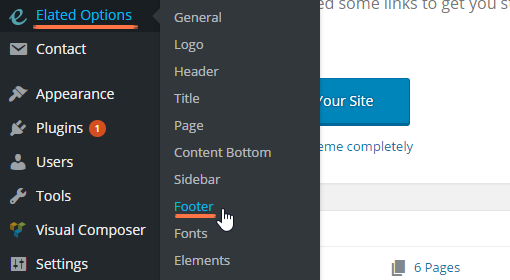 Elated Options
Contact
Appearance
Plugins 1
Users
Tools
Visual Composer
Settings
General
Logo
Header
Title
Page
Content Bottom
Sidebar
Footer
Fonts
Elements
some links to get you s
Your Site
eme completely
6 Pages